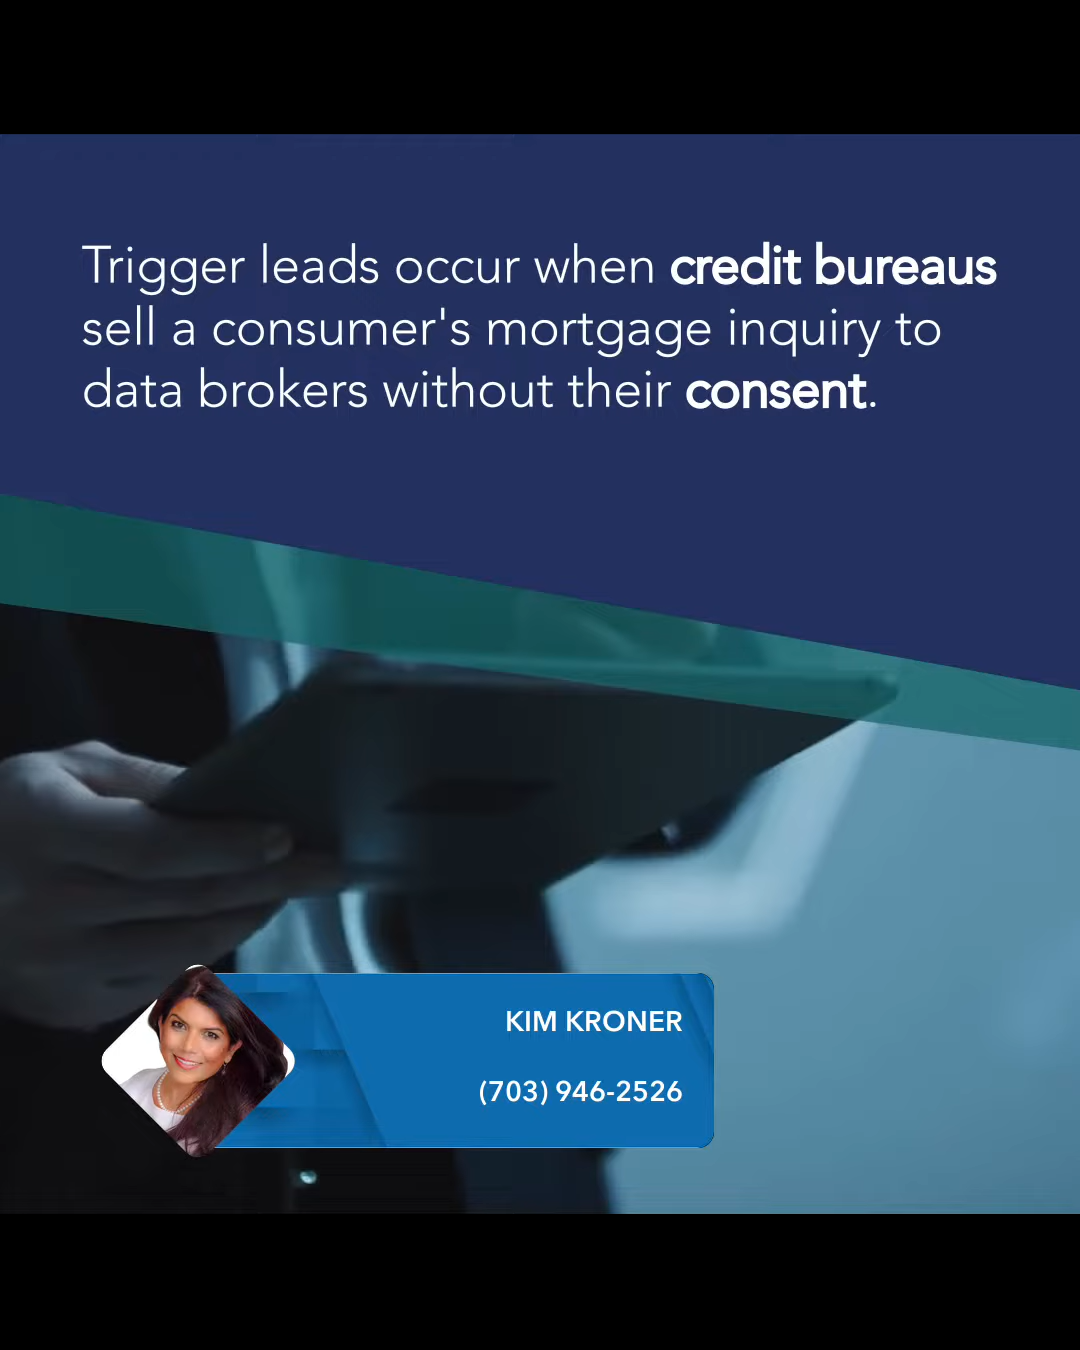 Trigger leads occur when credit bureaus
sell a consumer's mortgage inquiry to
data brokers without their consent.
KIM KRONER
(703) 946-2526